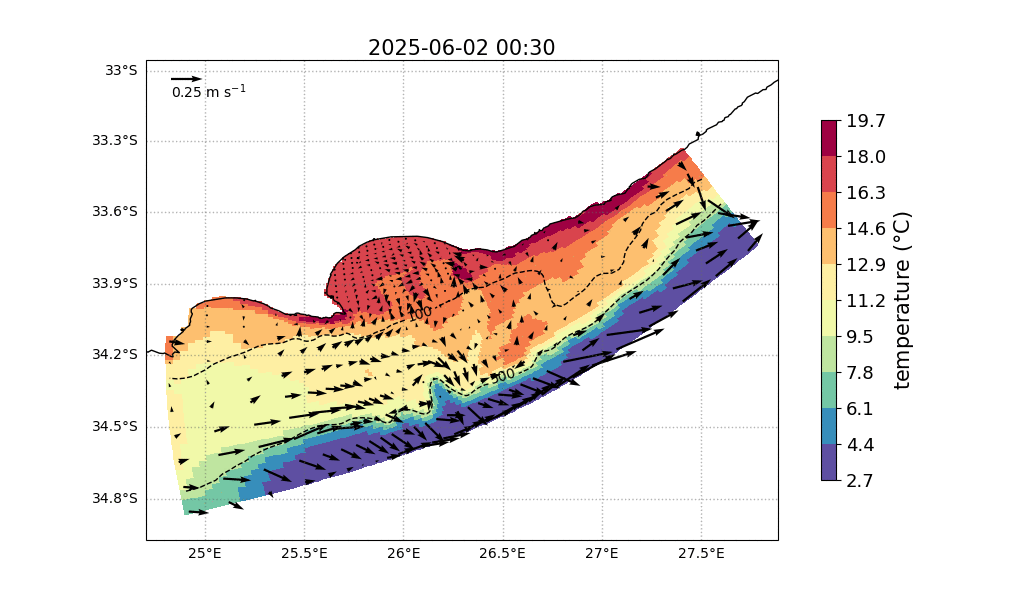 2025-06-02 00:30
33°S
33.3°S
33.6°S
33.9°S
34.2°S
34.5°S
34.8°S
0.25 m s⁻¹
100
500
25°E 25.5°E 26°E 26.5°E 27°E 27.5°E
19.7
18.0
16.3
14.6
12.9
11.2
9.5
7.8
6.1
4.4
2.7
temperature (°C)